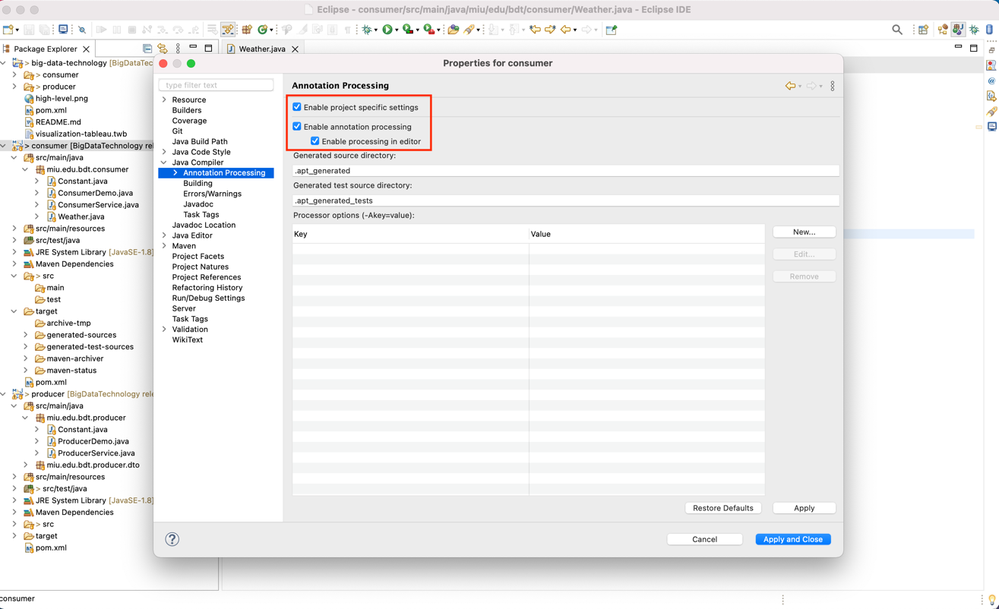 Eclipse - consumer/src/main/java/miu/edu/bdt/consumer/Weather.java - Eclipse IDE
Package Explorer
Weather.java
> big-data-technology [BigDataTec
> consumer
> producer
high-level.png
pom.xml
README.md
visualization-tableau.twb
> consumer [BigDataTechnology rel
src/main/java
miu.edu.bdt.consumer
Constant.java
ConsumerDemo.java
ConsumerService.java
Weather.java
src/main/resources
src/test/java
JRE System Library [JavaSE-1.8]
Maven Dependencies
> src
main
test
target
archive-tmp
generated-sources
generated-test-sources
maven-archiver
maven-status
pom.xml
> producer [BigDataTechnology rele
src/main/java
miu.edu.bdt.producer
Constant.java
ProducerDemo.java
ProducerService.java
miu.edu.bdt.producer.dto
src/main/resources
> src/test/java
JRE System Library [JavaSE-1.8]
Maven Dependencies
> src
target
pom.xml
Properties for consumer
type filter text
Resource
Builders
Coverage
Git
Java Build Path
Java Code Style
Java Compiler
Annotation Processing
Building
Errors/Warnings
Javadoc
Task Tags
Javadoc Location
Java Editor
Maven
Project Facets
Project Natures
Project References
Refactoring History
Run/Debug Settings
Server
Task Tags
Validation
WikiText
Annotation Processing
Enable project specific settings
Enable annotation processing
Enable processing in editor
Generated source directory:
.apt_generated
Generated test source directory:
.apt_generated_tests
Processor options (-Akey=value):
Key Value
New...
Edit...
Remove
Restore Defaults Apply
? Cancel Apply and Close
consumer